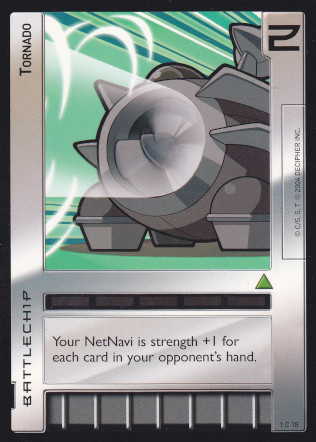 TORNADO
2
© C/S, S, T © 2004 DECIPHER INC.
BATTLECHIP
Your NetNavi is strength +1 for
each card in your opponent's hand.
1 C 18